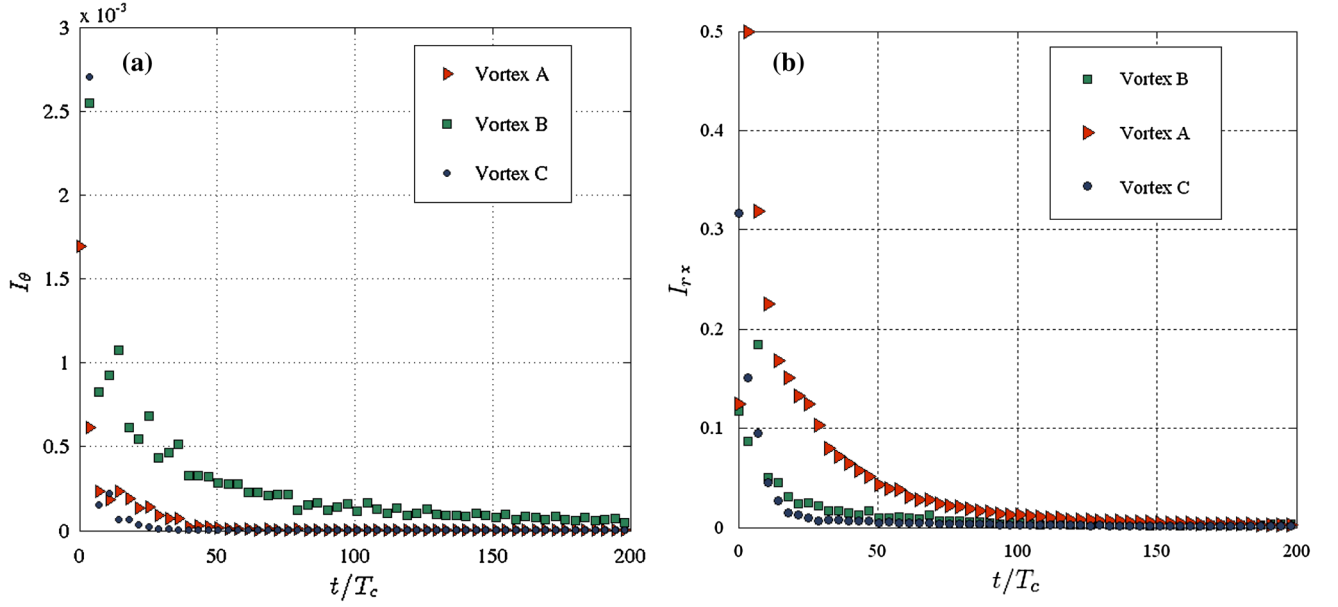 x 10⁻³
3
2.5
2
1.5
1
0.5
0
(a)
Vortex A
Vortex B
Vortex C
I_θ
0 50 100 150 200
t/T_c
0.5
0.4
0.3
0.2
0.1
0
(b)
Vortex B
Vortex A
Vortex C
I_rx
0 50 100 150 200
t/T_c